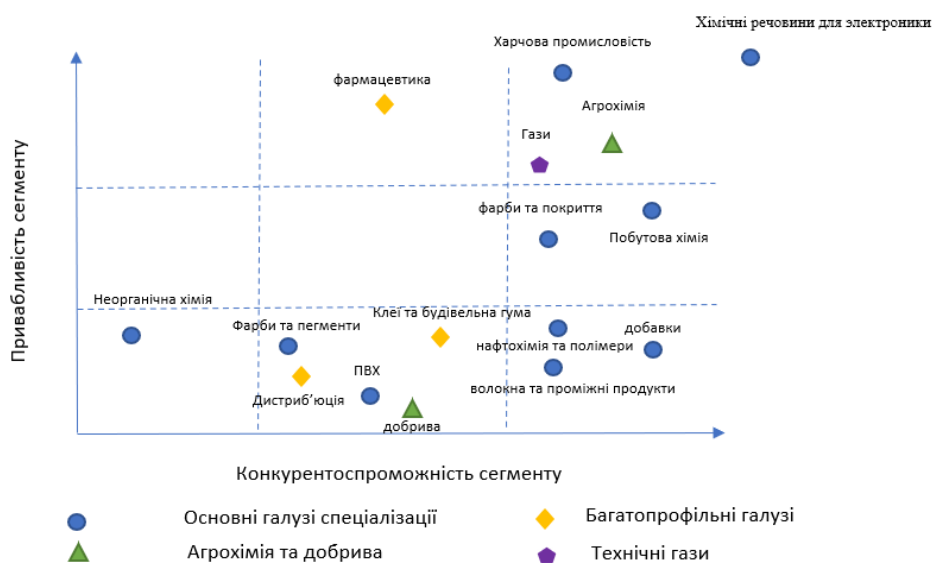 Хімічні речовини для электроники
Харчова промисловість
фармацевтика
Агрохімія
Гази
Привабливість сегменту
фарби та покриття
Побутова хімія
Неорганічна хімія
Клеї та будівельна гума
Фарби та пегменти
добавки
нафтохімія та полімери
ПВХ
волокна та проміжні продукти
Дистриб’юція
добрива
Конкурентоспроможність сегменту
Основні галузі спеціалізації
Багатопрофільні галузі
Агрохімія та добрива
Технічні гази